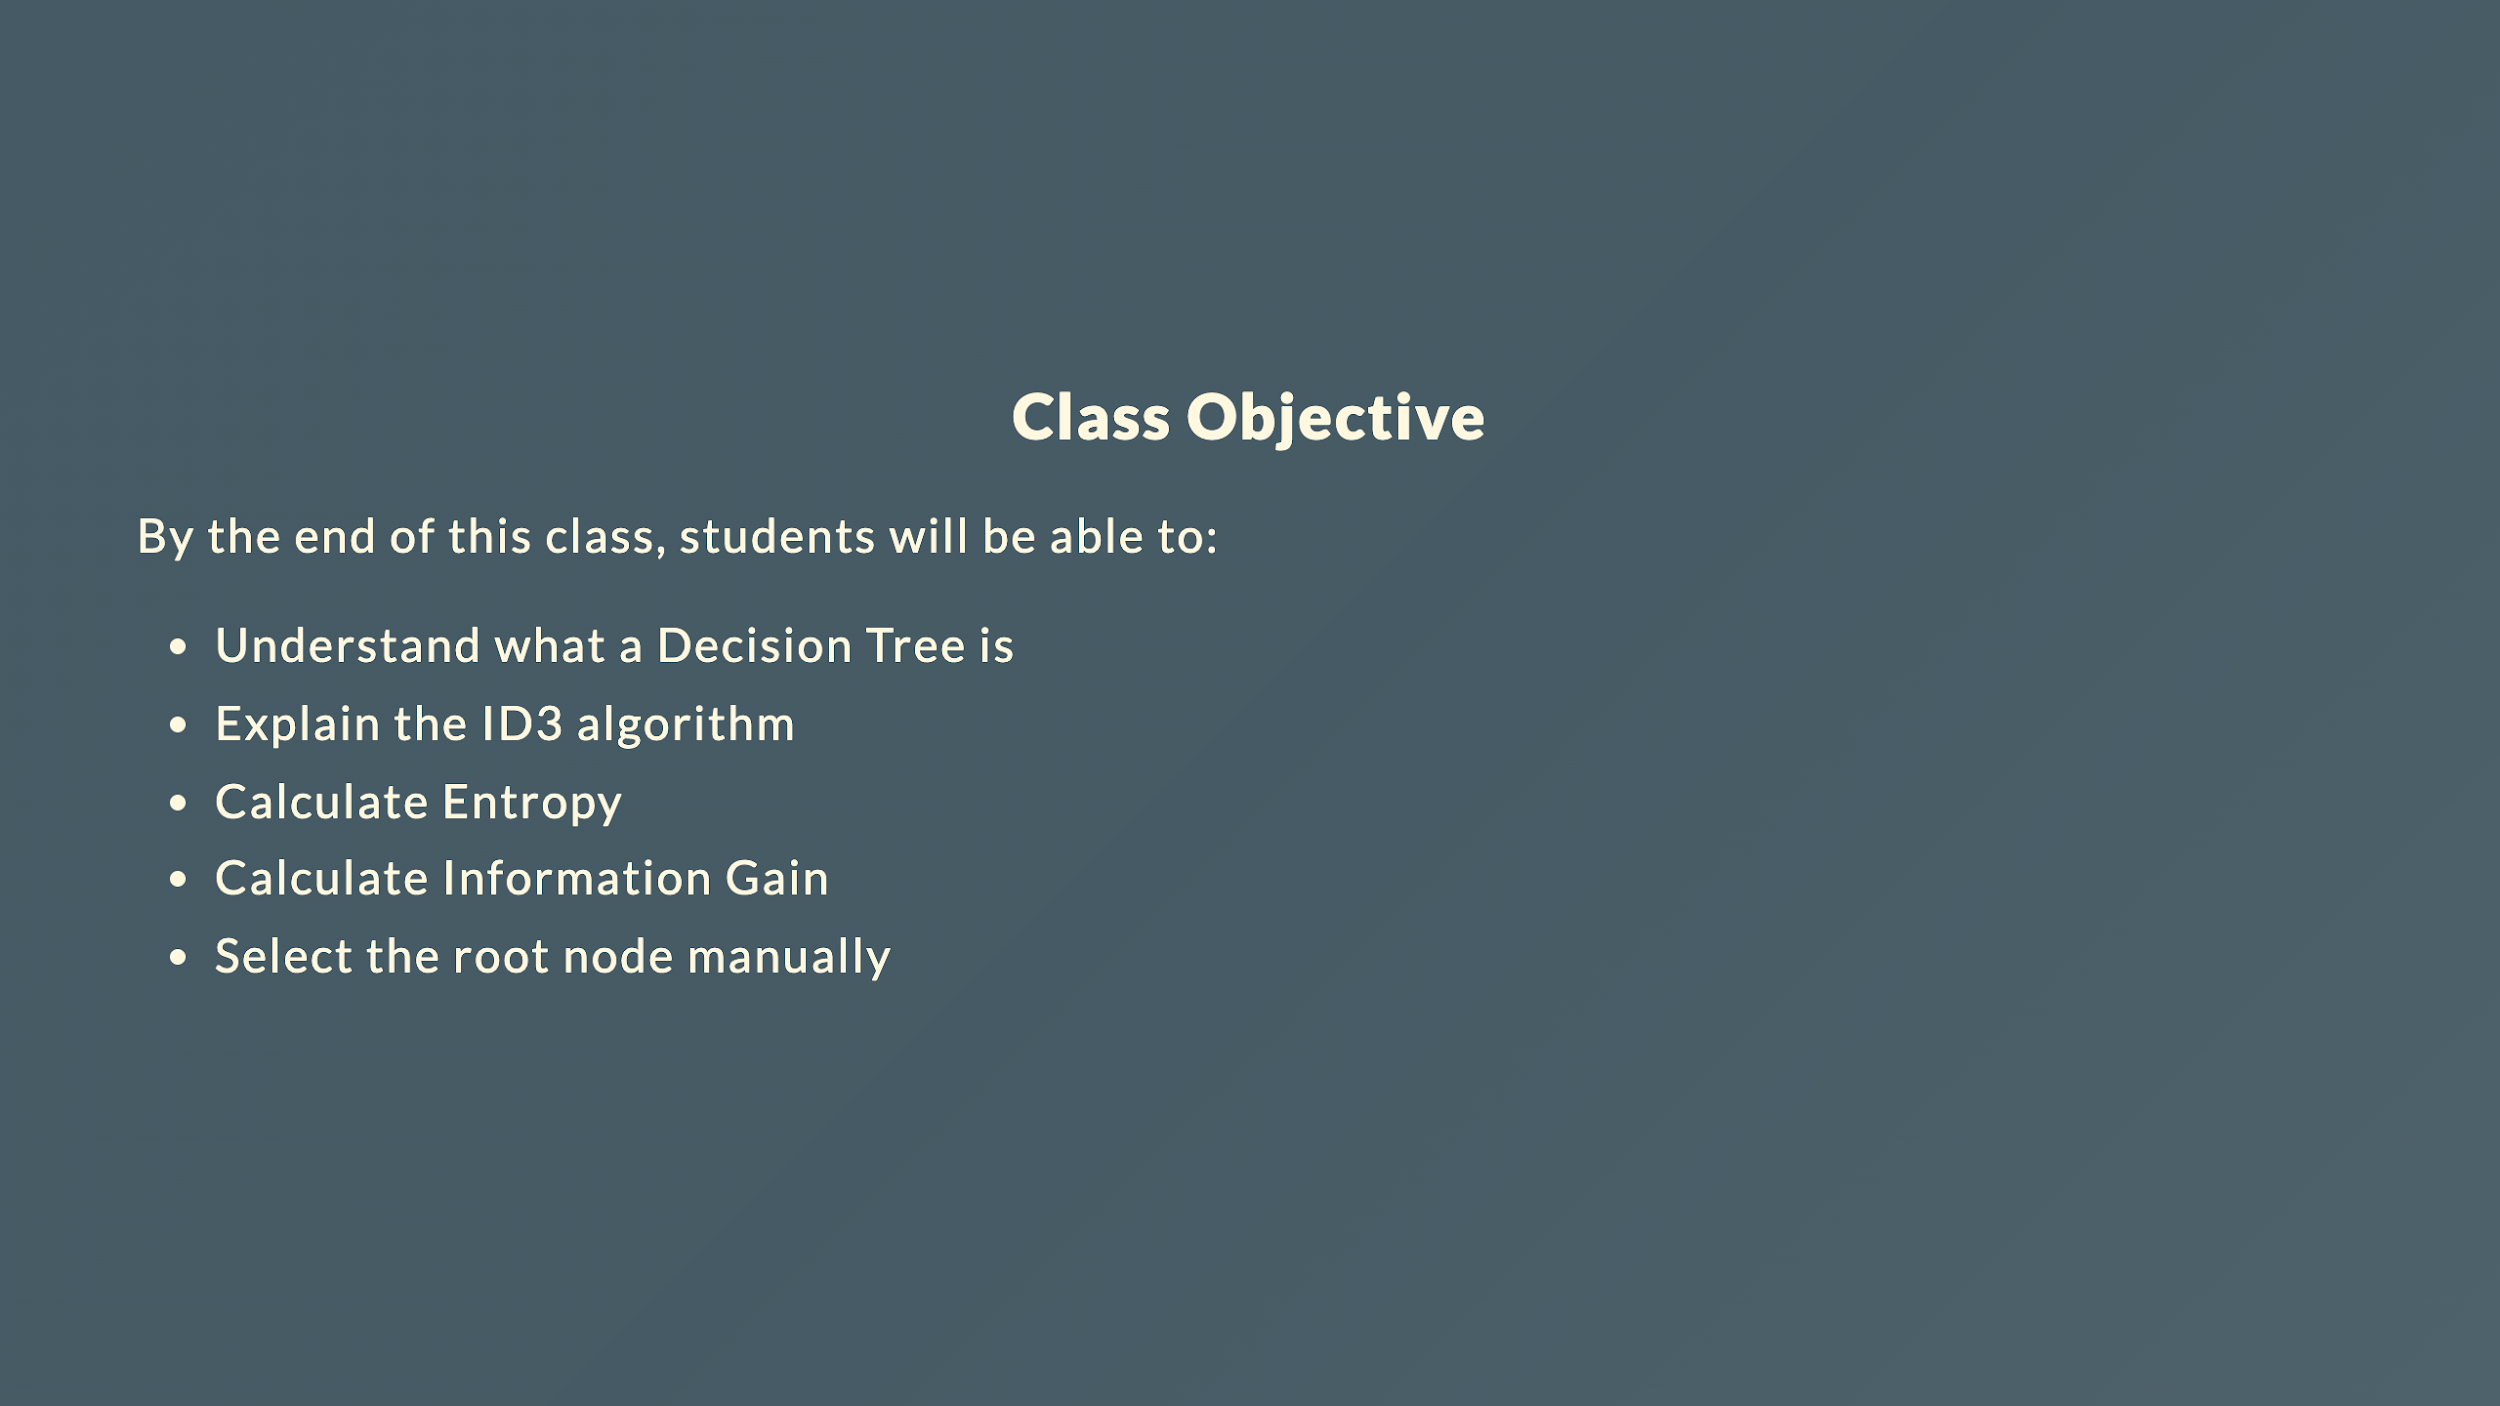 Class Objective
By the end of this class, students will be able to:
• Understand what a Decision Tree is
• Explain the ID3 algorithm
• Calculate Entropy
• Calculate Information Gain
• Select the root node manually